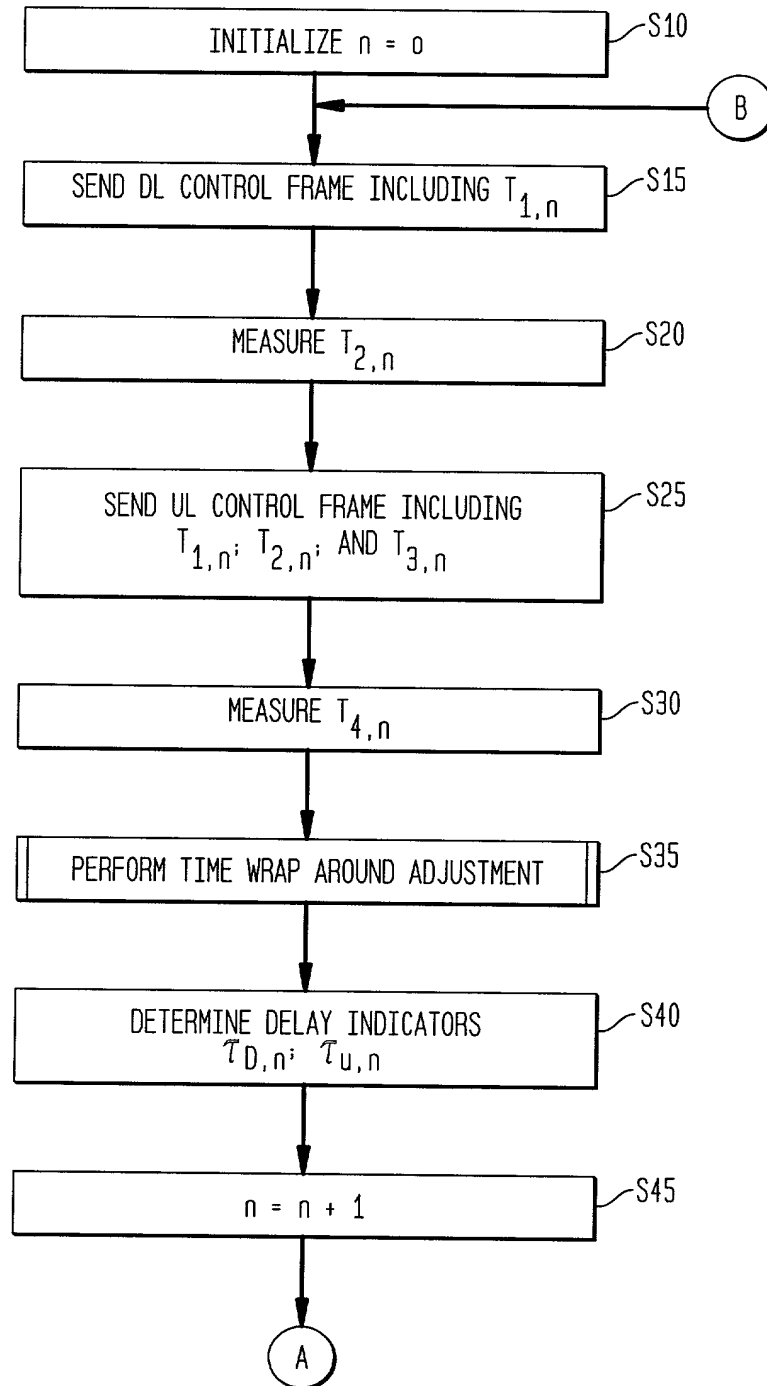 INITIALIZE n = o
S10
B
SEND DL CONTROL FRAME INCLUDING T1,n
S15
MEASURE T2,n
S20
SEND UL CONTROL FRAME INCLUDING
T1,n; T2,n; AND T3,n
S25
MEASURE T4,n
S30
PERFORM TIME WRAP AROUND ADJUSTMENT
S35
DETERMINE DELAY INDICATORS
τD,n; τu,n
S40
n = n + 1
S45
A